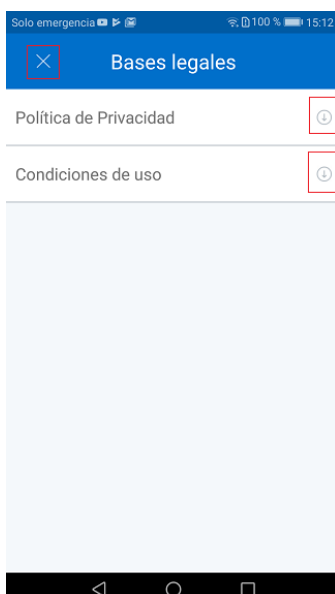 Solo emergencia 100 % 15:12
Bases legales
Política de Privacidad
Condiciones de uso